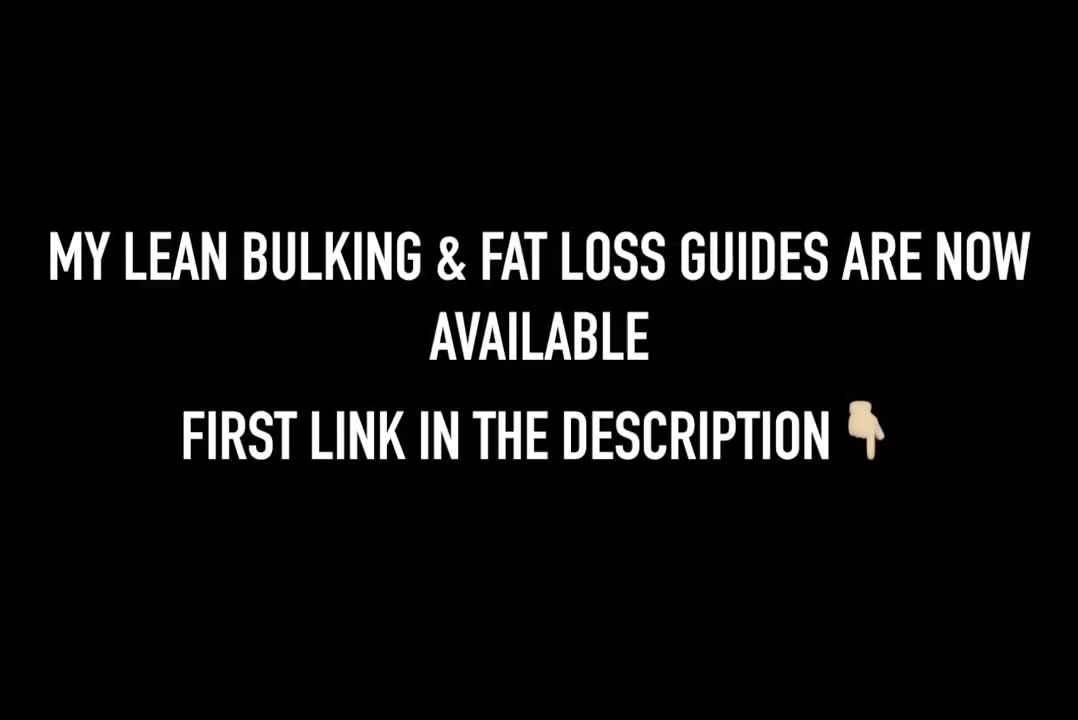 MY LEAN BULKING & FAT LOSS GUIDES ARE NOW
AVAILABLE
FIRST LINK IN THE DESCRIPTION 👇🏼